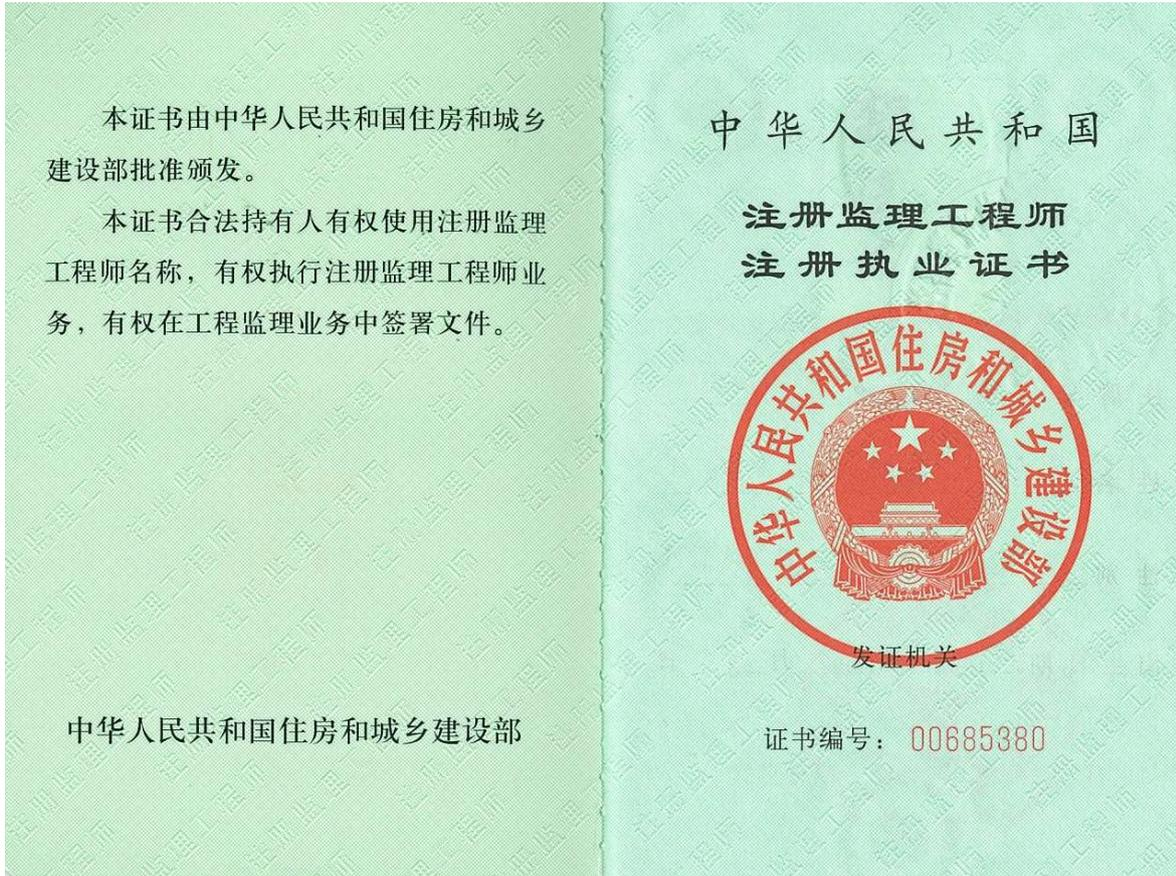 本证书由中华人民共和国住房和城乡
建设部批准颁发。
本证书合法持有人有权使用注册监理
工程师名称，有权执行注册监理工程师业
务，有权在工程监理业务中签署文件。
中华人民共和国住房和城乡建设部
中华人民共和国
注册监理工程师
注册执业证书
中华人民共和国住房和城乡建设部
发证机关
证书编号：00685380